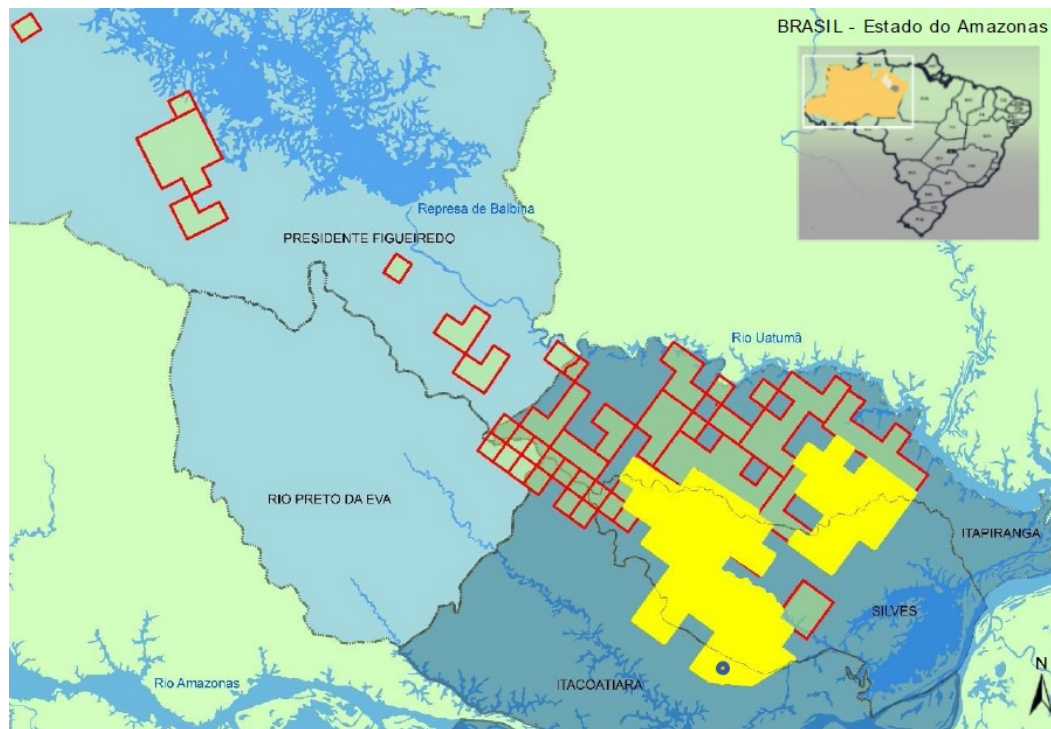 BRASIL - Estado do Amazonas
Represa de Balbina
PRESIDENTE FIGUEIREDO
Rio Uatumã
RIO PRETO DA EVA
ITAPIRANGA
SILVES
N
Rio Amazonas
ITACOATIARA